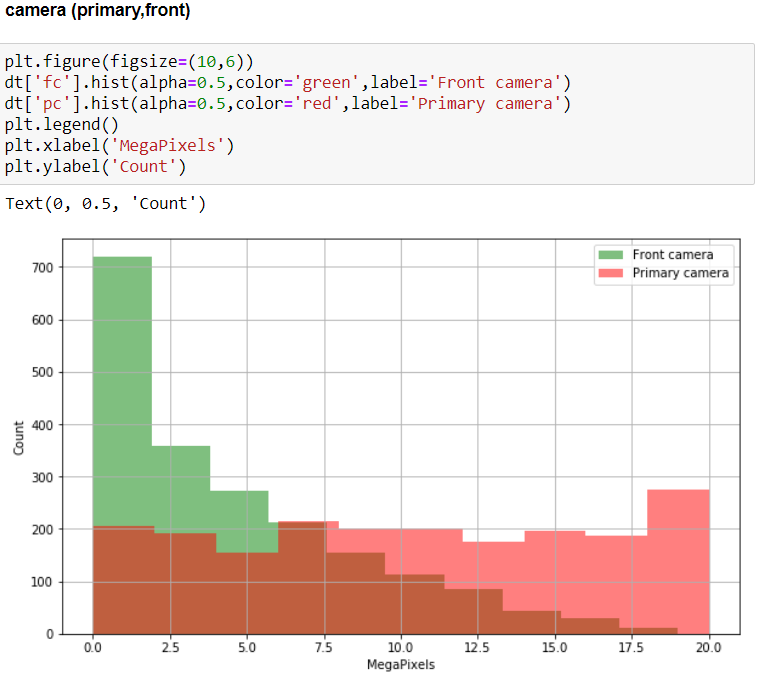 camera (primary,front)
plt.figure(figsize=(10,6))
dt['fc'].hist(alpha=0.5,color='green',label='Front camera')
dt['pc'].hist(alpha=0.5,color='red',label='Primary camera')
plt.legend()
plt.xlabel('MegaPixels')
plt.ylabel('Count')
Text(0, 0.5, 'Count')
Front camera
Primary camera
700
600
500
400
300
200
100
0
Count
0.0 2.5 5.0 7.5 10.0 12.5 15.0 17.5 20.0
MegaPixels